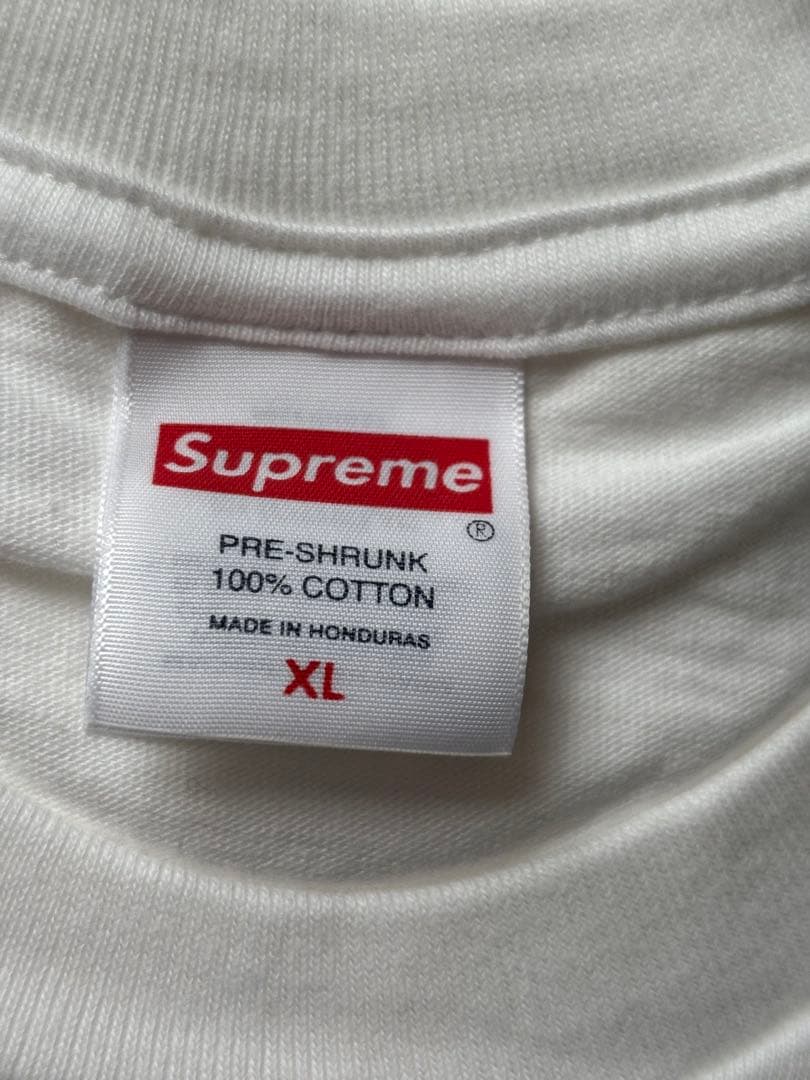 Supreme
®
PRE-SHRUNK
100% COTTON
MADE IN HONDURAS
XL